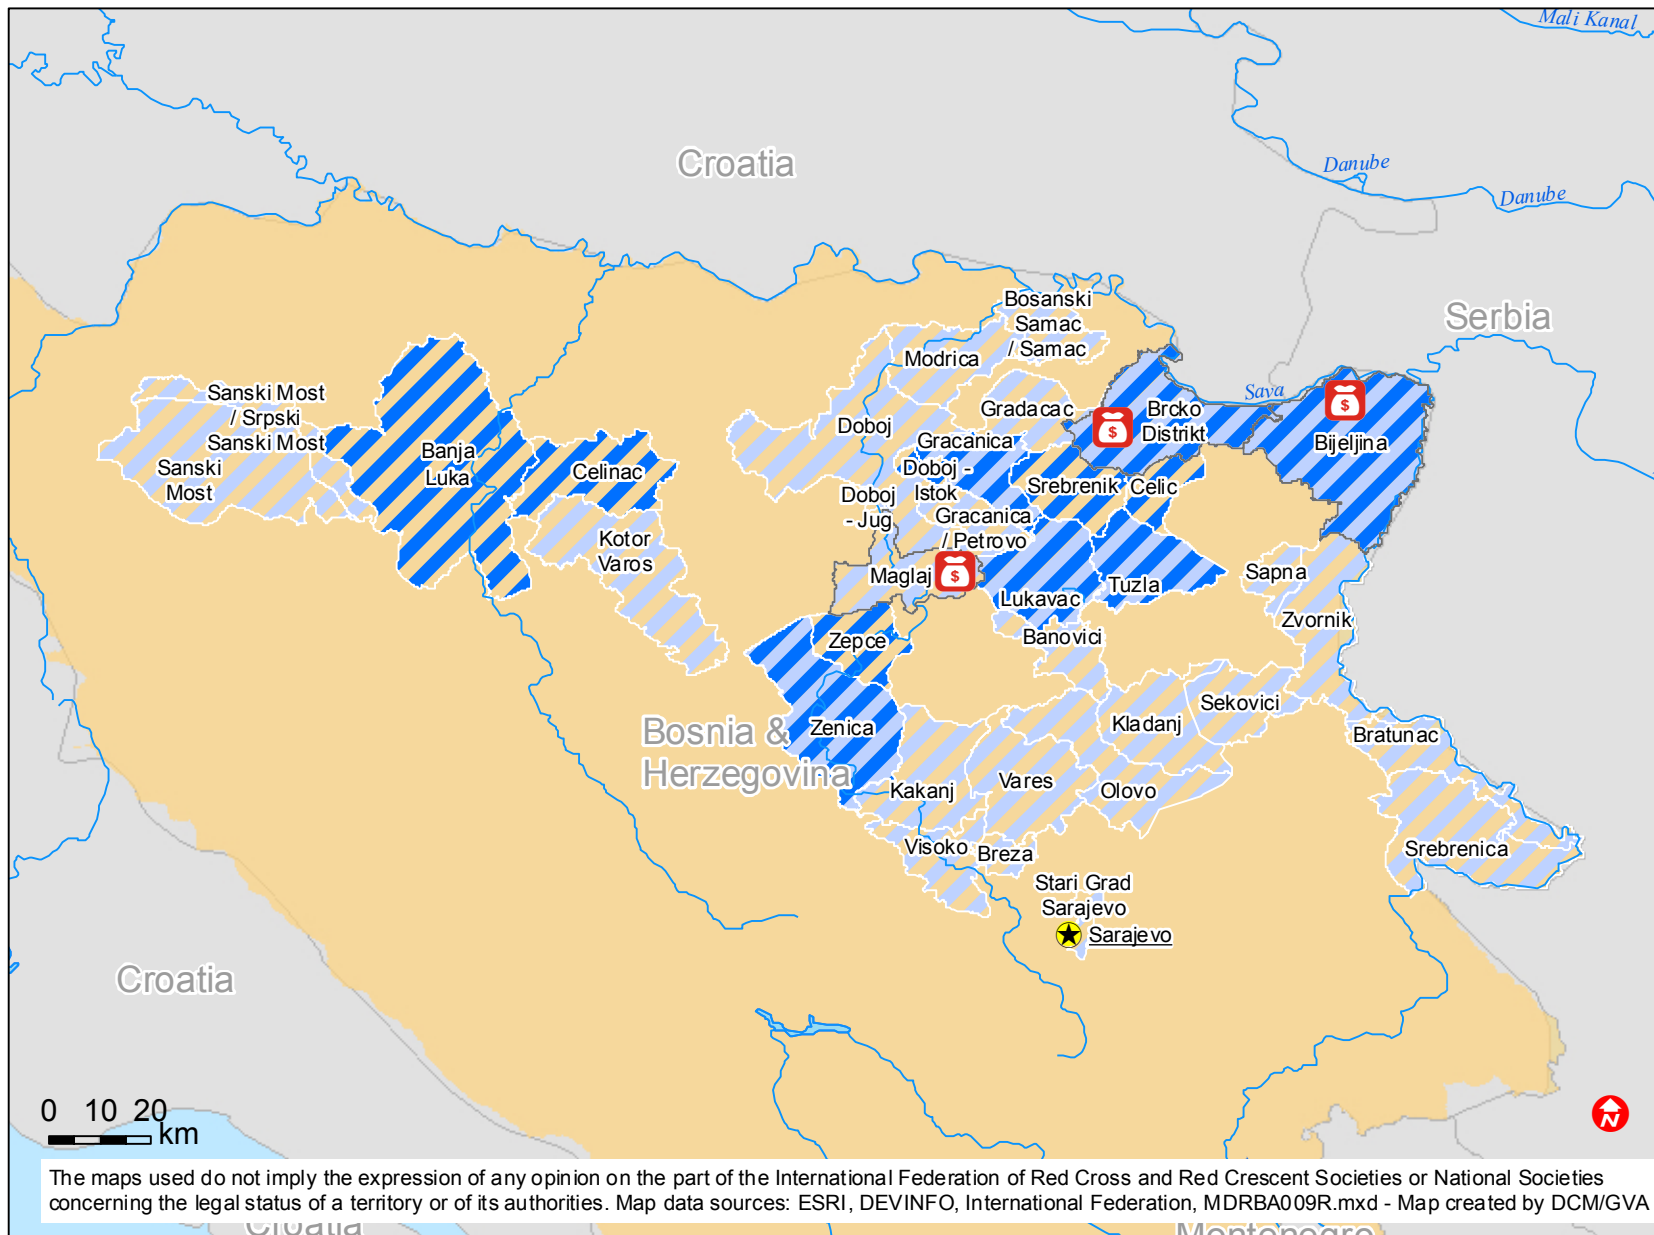 Mali Kanal
Croatia
Danube
Danube
Serbia
Bosanski
Samac
/ Samac
Modrica
Sava
Sanski Most
/ Srpski
Sanski Most
Gradacac
Brcko
Distrikt
$
$
Bijeljina
Doboj
Gracanica
Banja
Luka
Celinac
Doboj -
Istok
Srebrenik
Celic
Sanski
Most
Doboj
- Jug
Gracanica
/ Petrovo
Kotor
Varos
Maglaj
$
Sapna
Tuzla
Lukavac
Zvornik
Zepce
Banovici
Sekovici
Kladanj
Zenica
Bosnia &
Herzegovina
Bratunac
Vares
Kakanj
Olovo
Visoko
Breza
Srebrenica
Stari Grad
Sarajevo
Sarajevo
Croatia
0 10 20
km
N
The maps used do not imply the expression of any opinion on the part of the International Federation of Red Cross and Red Crescent Societies or National Societies
concerning the legal status of a territory or of its authorities. Map data sources: ESRI, DEVINFO, International Federation, MDRBA009R.mxd - Map created by DCM/GVA
Croatia
Montenegro